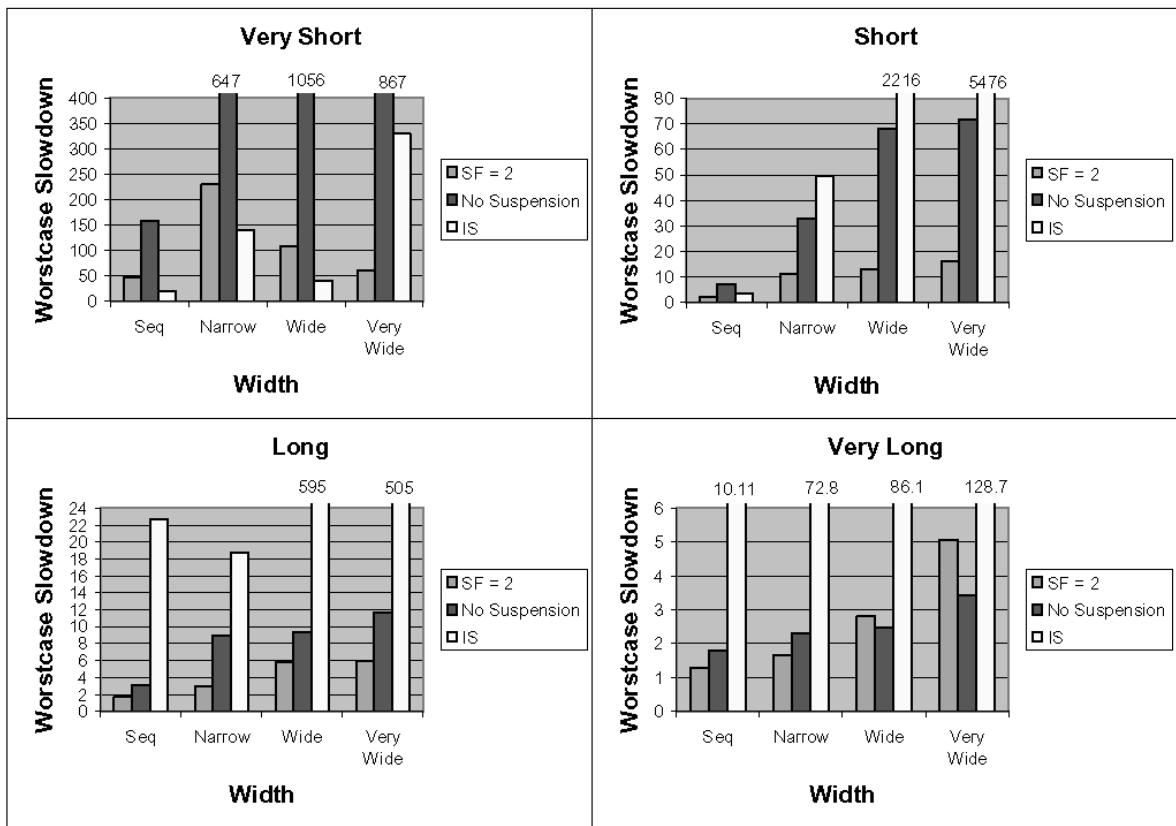 Very Short
647
1056
867
Worstcase Slowdown
400
350
300
250
200
150
100
50
0
Seq
Narrow
Wide
Very
Wide
Width
SF = 2
No Suspension
IS
Short
2216
5476
Worstcase Slowdown
80
70
60
50
40
30
20
10
0
Seq
Narrow
Wide
Very
Wide
Width
SF = 2
No Suspension
IS
Long
595
505
Worstcase Slowdown
24
22
20
18
16
14
12
10
8
6
4
2
0
Seq
Narrow
Wide
Very
Wide
Width
SF = 2
No Suspension
IS
Very Long
10.11
72.8
86.1
128.7
Worstcase Slowdown
6
5
4
3
2
1
0
Seq
Narrow
Wide
Very
Wide
Width
SF = 2
No Suspension
IS